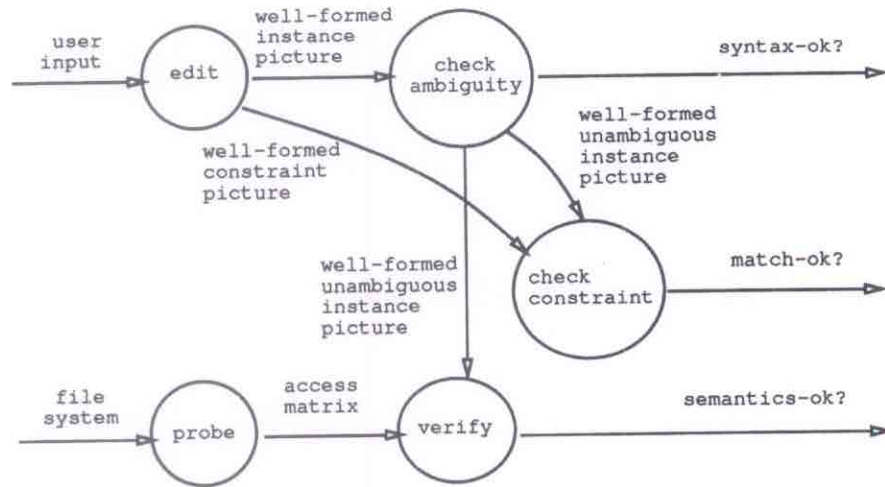 user
input
edit
well-formed
instance
picture
check
ambiguity
syntax-ok?
well-formed
constraint
picture
well-formed
unambiguous
instance
picture
well-formed
unambiguous
instance
picture
check
constraint
match-ok?
file
system
probe
access
matrix
verify
semantics-ok?